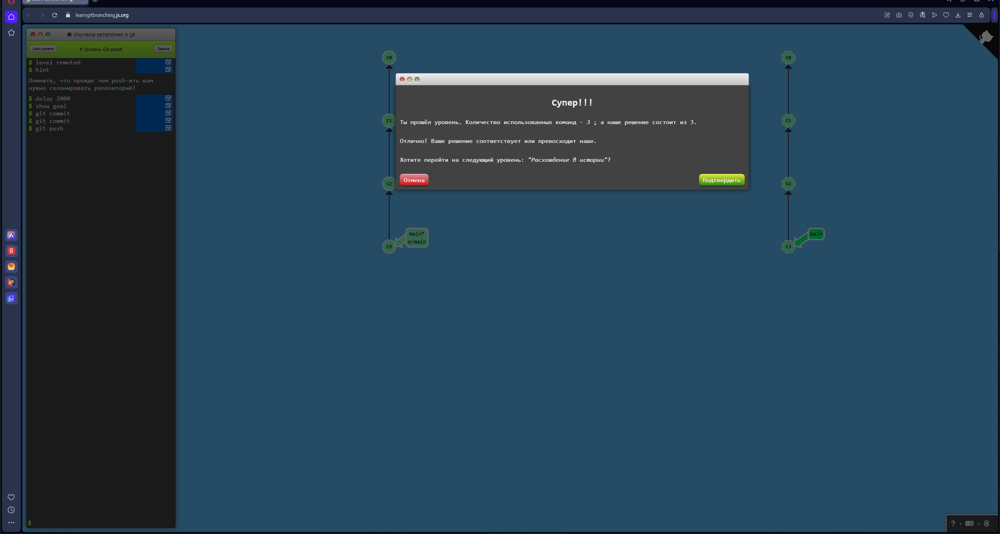 learngitbranching.js.org
Изучаем ветвление в git
Цель уровня
Уровень Git push
Задача
$ level remote6
$ hint
Помните, что прежде чем push-ить вам
нужно склонировать репозиторий!
$ delay 2000
$ show goal
$ git commit
$ git commit
$ git push
$
C0
C1
C2
C3
main*
o/main
Супер!!!
Ты прошёл уровень. Количество использованных команд - 3 ; а наше решение состоит из 3.
Отлично! Ваше решение соответствует или превосходит наше.
Хотите перейти на следующий уровень: "Расхождение в истории"?
Отмена
Подтвердить
C0
C1
C2
C3
main
?